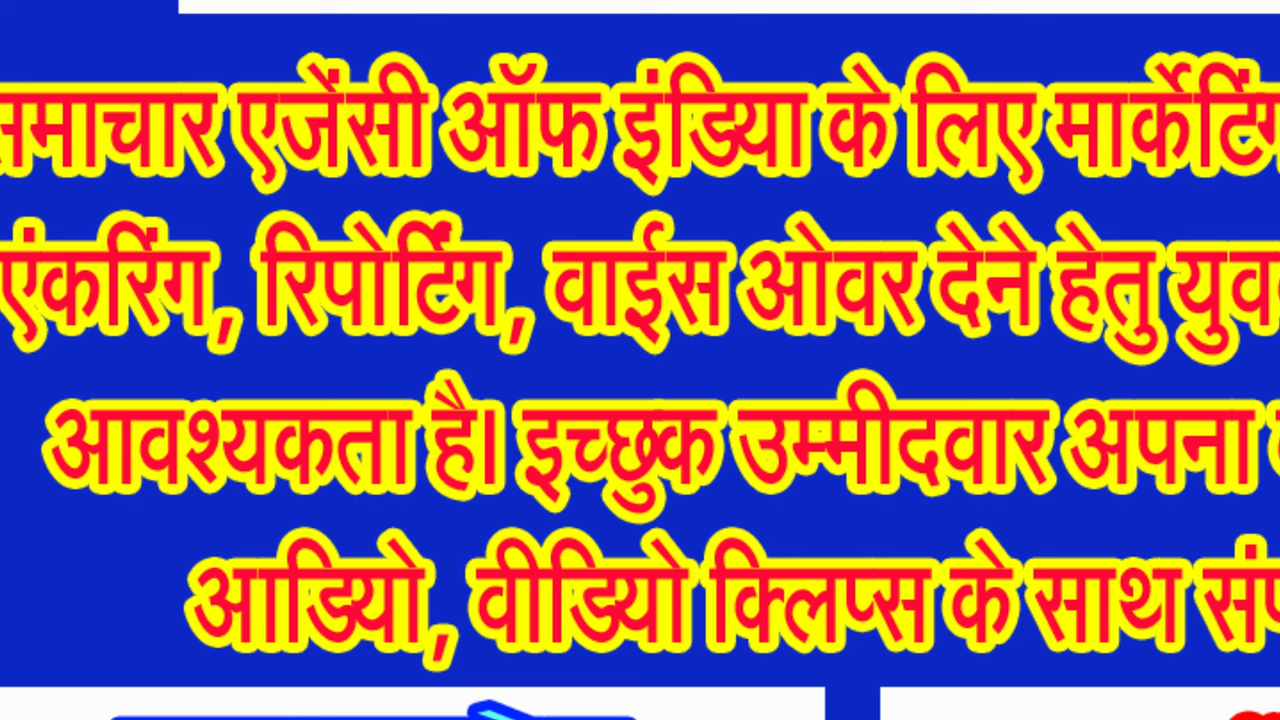 समाचार एजेंसी ऑफ इंडिया के लिए मार्केटिंग
एंकरिंग, रिपोर्टिंग, वाईस ओवर देने हेतु
आवश्यकता है। इच्छुक उम्मीदवार अपना
आडियो, वीडियो क्लिप्स के साथ